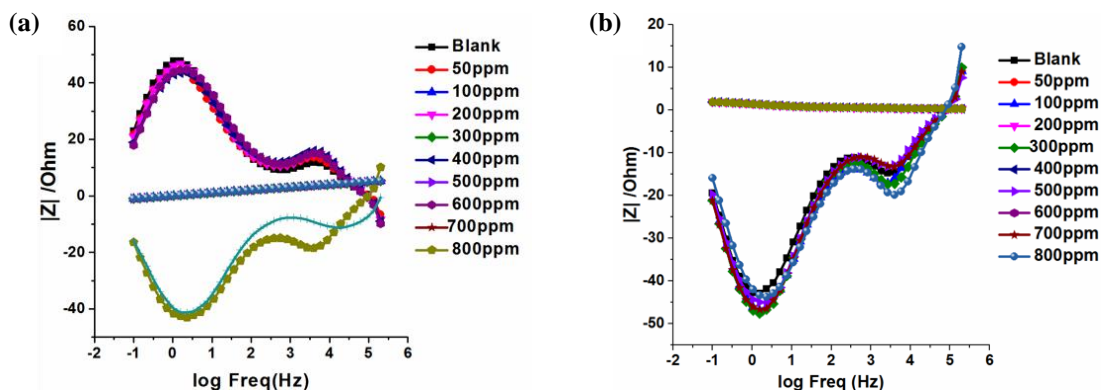 (a)
|Z| /Ohm
60
40
20
0
-20
-40
-2
-1
0
1
2
3
4
5
6
log Freq(Hz)
Blank
50ppm
100ppm
200ppm
300ppm
400ppm
500ppm
600ppm
700ppm
800ppm
(b)
|Z| /Ohm)
20
10
0
-10
-20
-30
-40
-50
-2
-1
0
1
2
3
4
5
6
log Freq(Hz)
Blank
50ppm
100ppm
200ppm
300ppm
400ppm
500ppm
600ppm
700ppm
800ppm